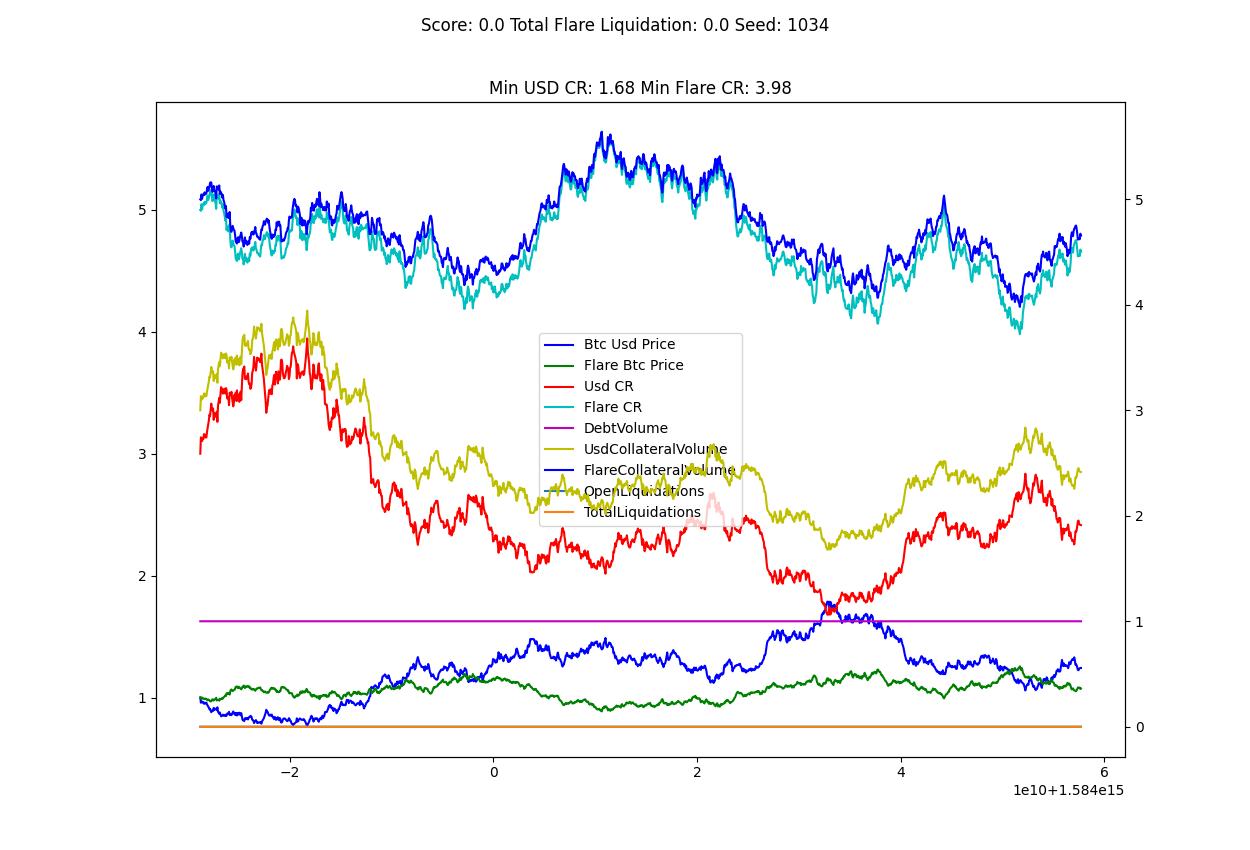 Score: 0.0 Total Flare Liquidation: 0.0 Seed: 1034
Min USD CR: 1.68 Min Flare CR: 3.98
5
4
3
2
1
5
4
3
2
1
0
Btc Usd Price
Flare Btc Price
Usd CR
Flare CR
DebtVolume
UsdCollateralVolume
FlareCollateralVolume
OpenLiquidations
TotalLiquidations
−2 0 2 4 6
1e10+1.584e15